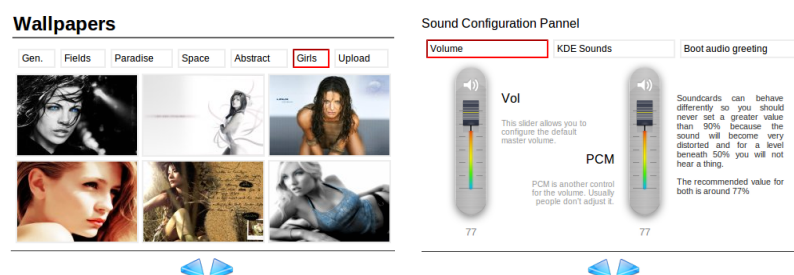 Wallpapers
Gen.
Fields
Paradise
Space
Abstract
Girls
Upload
Sound Configuration Pannel
Volume
KDE Sounds
Boot audio greeting
Vol
This slider allows you to
configure the default
master volume.
PCM
PCM is another control
for the volume. Usually
people don't adjust it.
77
77
Soundcards can behave
differently so you should
never set a greater value
than 90% because the
sound will become very
distorted and for a level
beneath 50% you will not
hear a thing.
The recommended value for
both is around 77%